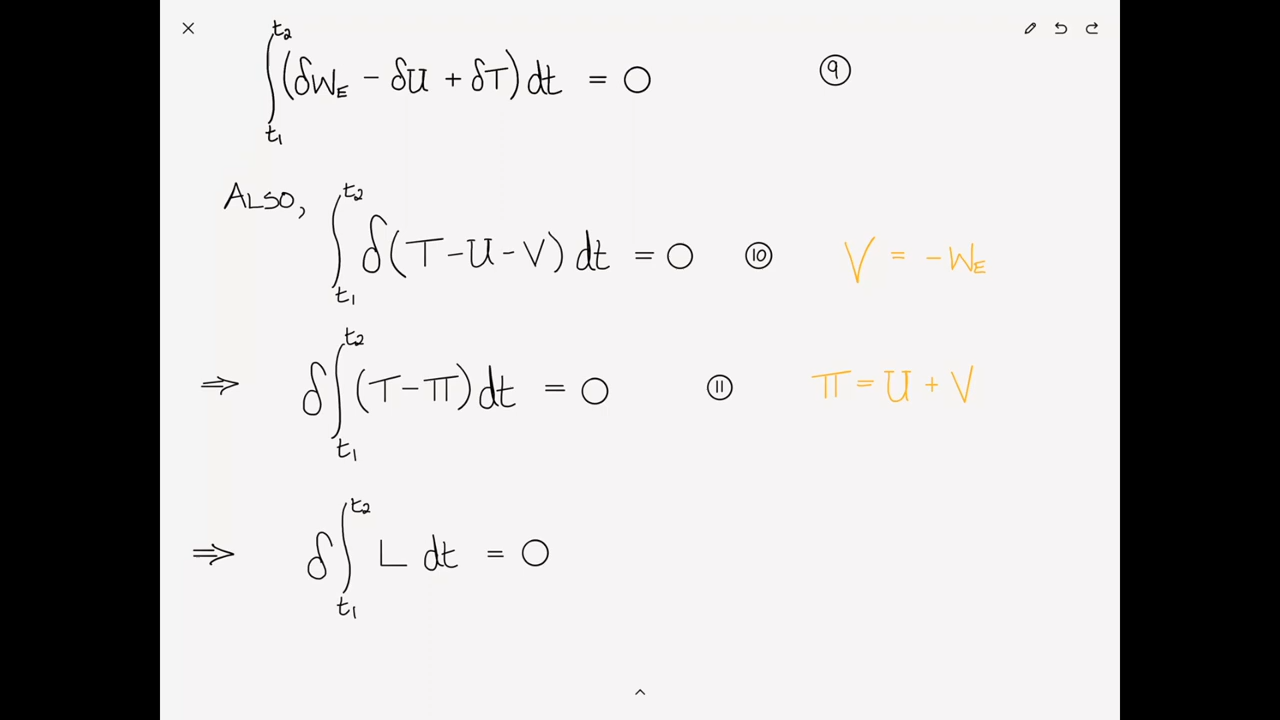 ∫_{t₁}^{t₂} (δW_E − δU + δT) dt = 0 ⑨
ALSO, ∫_{t₁}^{t₂} δ(T − U − V) dt = 0 ⑩ V = −W_E
⇒ δ∫_{t₁}^{t₂} (T − π) dt = 0 ⑪ π = U + V
⇒ δ∫_{t₁}^{t₂} L dt = 0